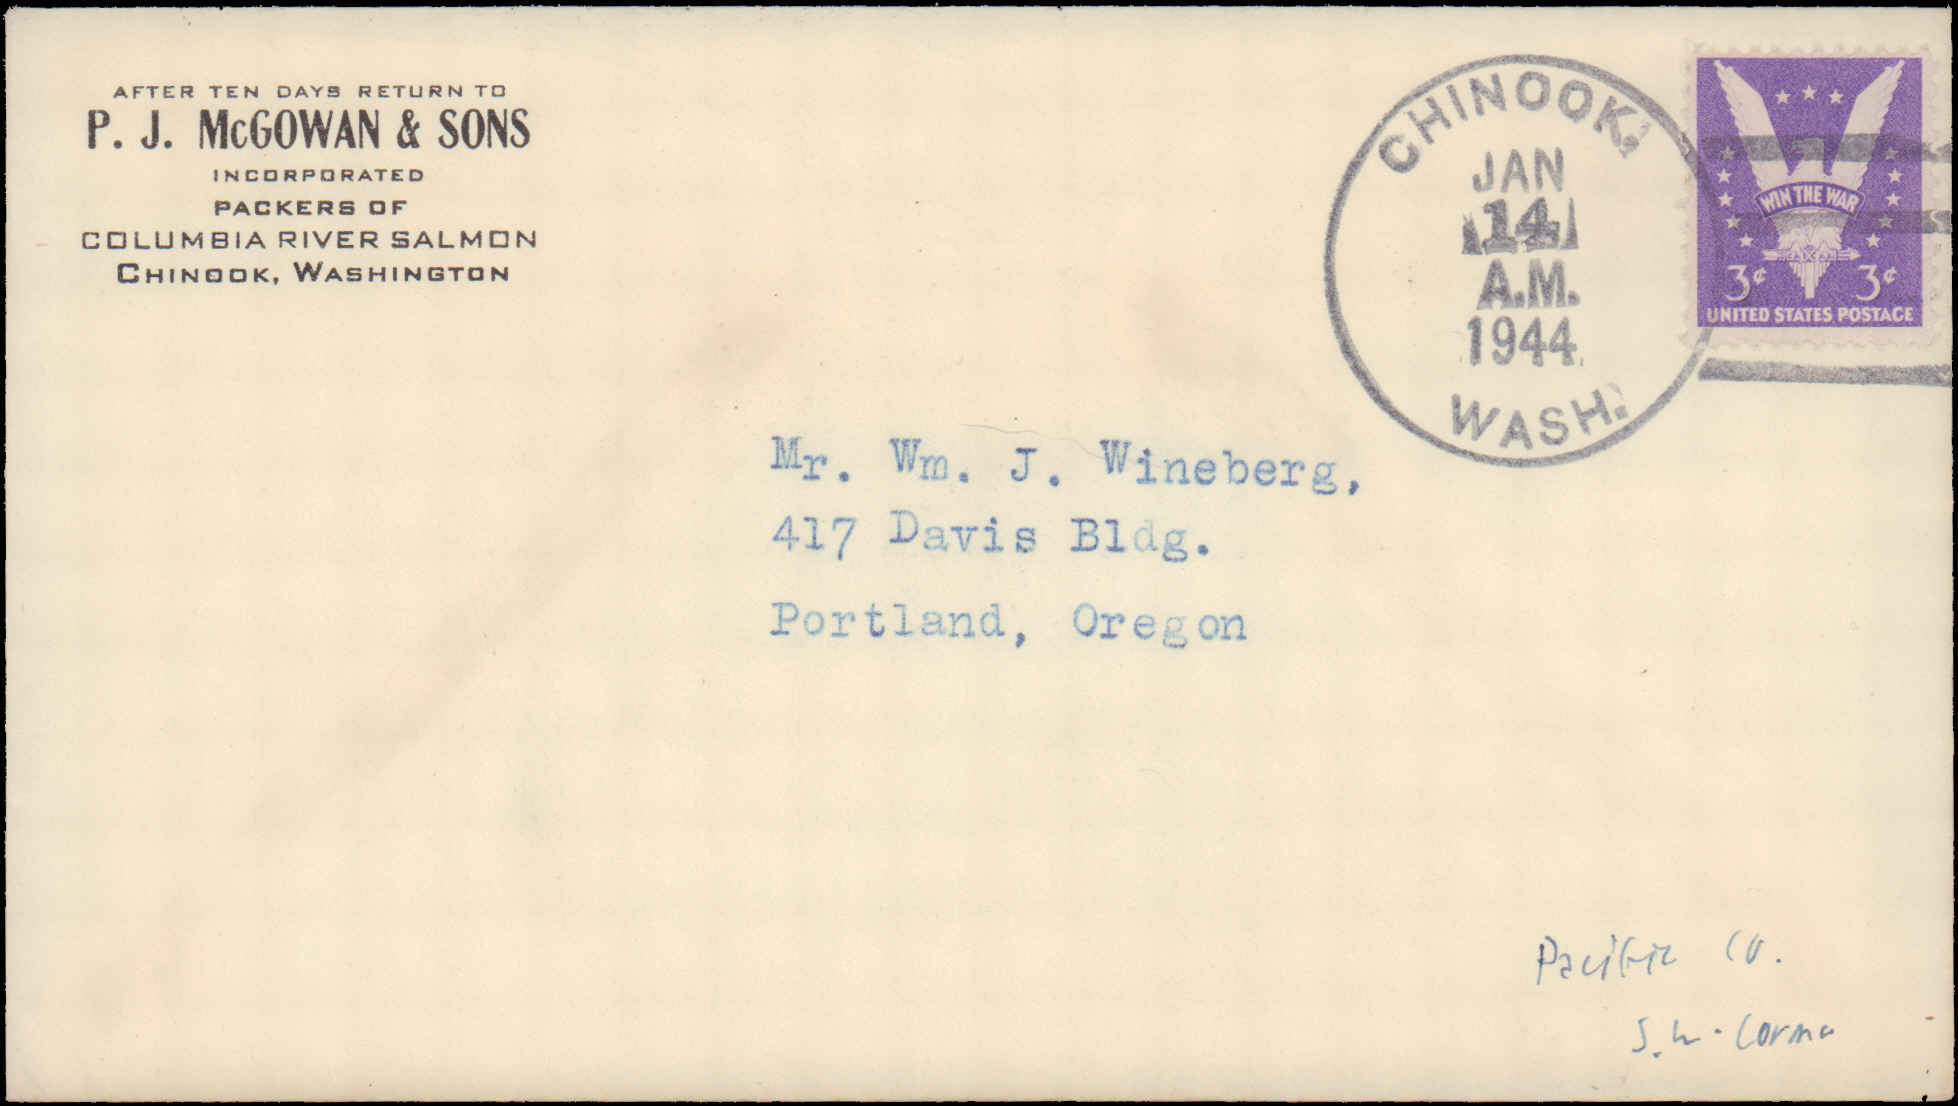 AFTER TEN DAYS RETURN TO
P. J. McGOWAN & SONS
INCORPORATED
PACKERS OF
COLUMBIA RIVER SALMON
CHINOOK, WASHINGTON
CHINOOK,
JAN
14
A.M.
1944
WASH.
WIN THE WAR
3¢ 3¢
UNITED STATES POSTAGE
Mr. Wm. J. Wineberg,
417 Davis Bldg.
Portland, Oregon
Pacific Co.
S.W.